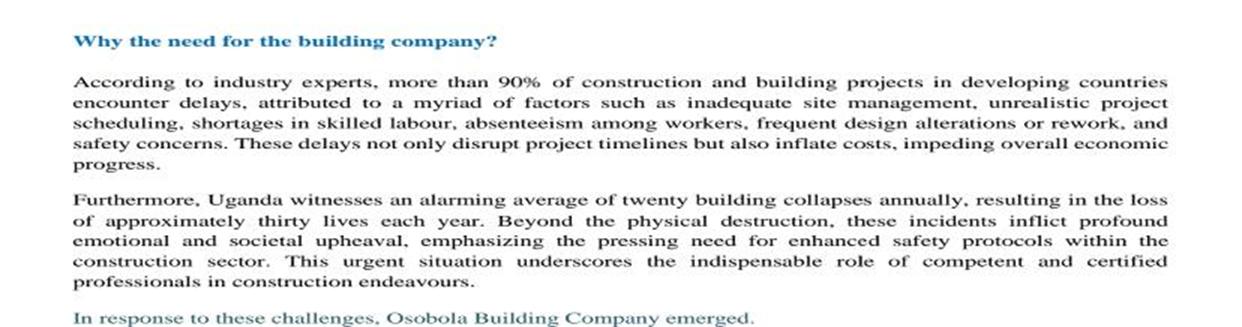 Why the need for the building company?
According to industry experts, more than 90% of construction and building projects in developing countries
encounter delays, attributed to a myriad of factors such as inadequate site management, unrealistic project
scheduling, shortages in skilled labour, absenteeism among workers, frequent design alterations or rework, and
safety concerns. These delays not only disrupt project timelines but also inflate costs, impeding overall economic
progress.
Furthermore, Uganda witnesses an alarming average of twenty building collapses annually, resulting in the loss
of approximately thirty lives each year. Beyond the physical destruction, these incidents inflict profound
emotional and societal upheaval, emphasizing the pressing need for enhanced safety protocols within the
construction sector. This urgent situation underscores the indispensable role of competent and certified
professionals in construction endeavours.
In response to these challenges, Osobola Building Company emerged.